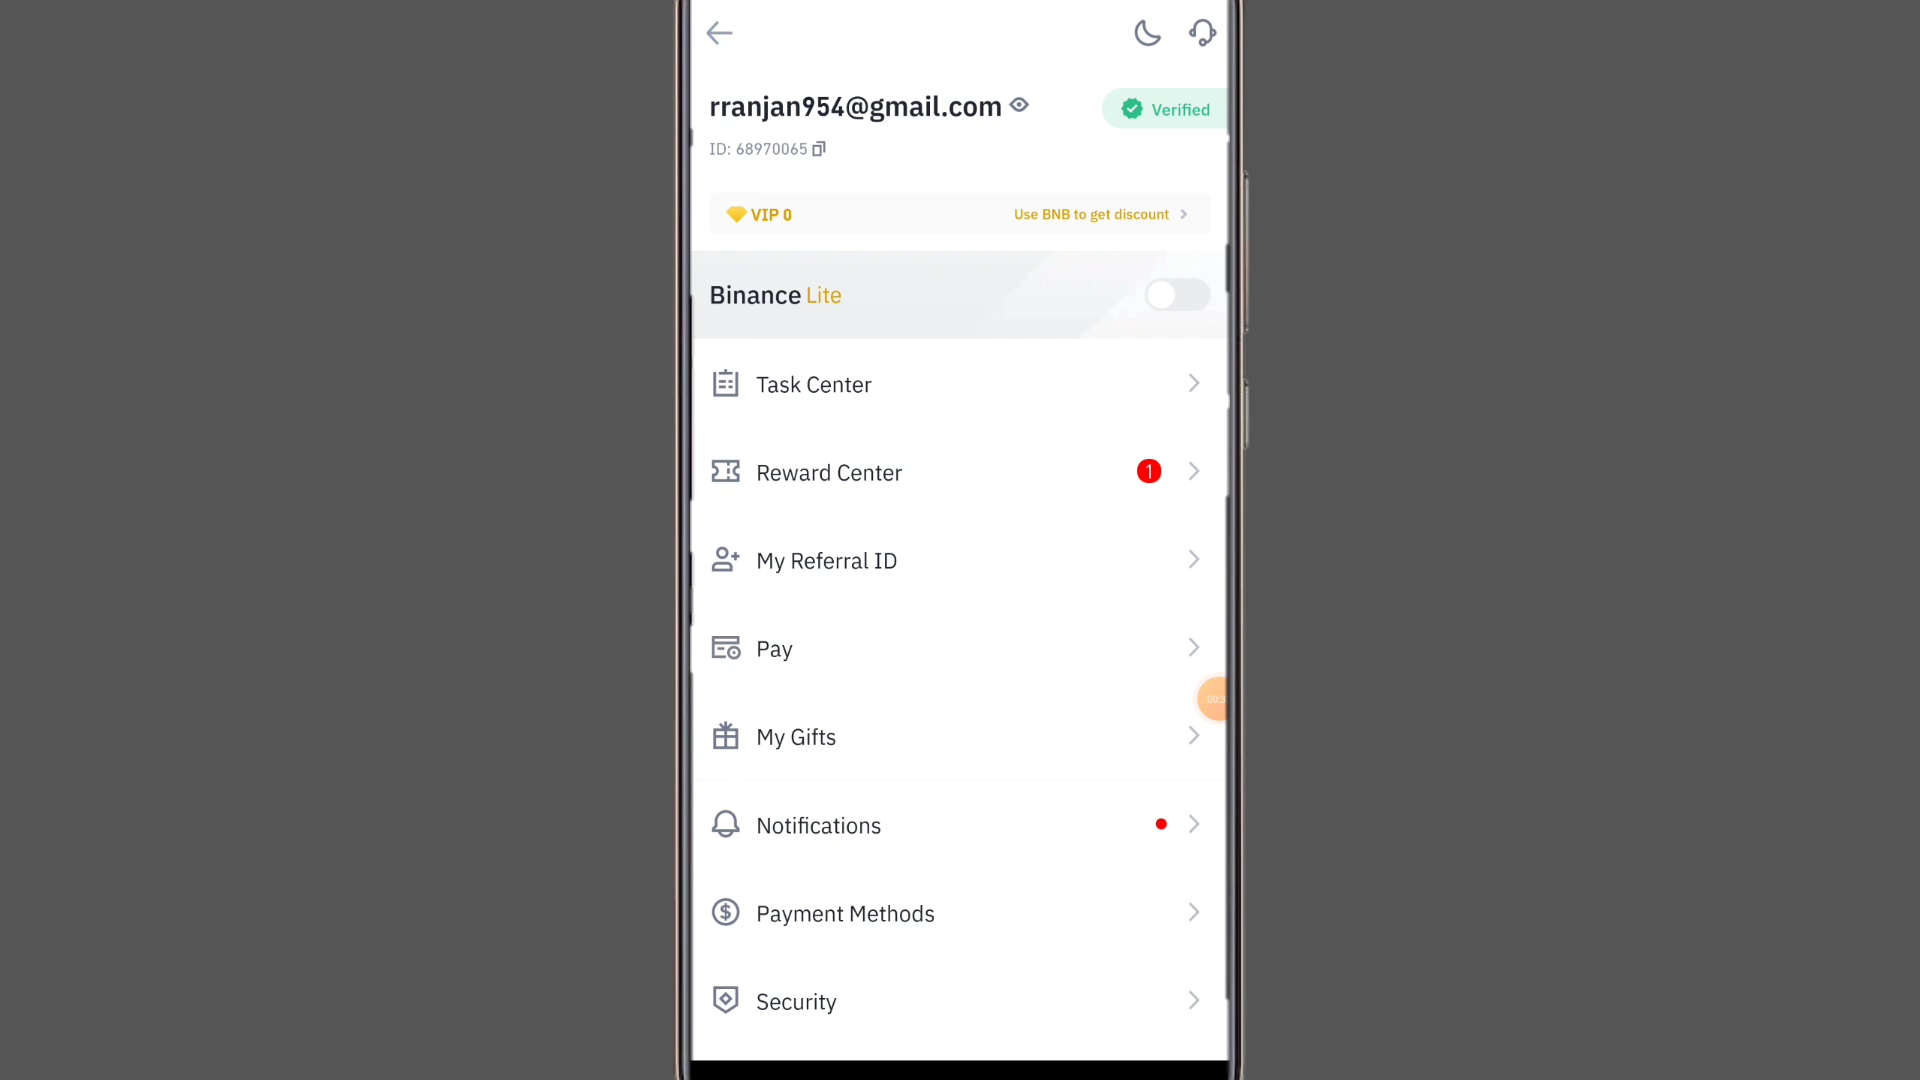 rranjan954@gmail.com
Verified
ID: 68970065
VIP 0
Use BNB to get discount
Binance Lite
Task Center
Reward Center
1
My Referral ID
Pay
My Gifts
Notifications
Payment Methods
Security